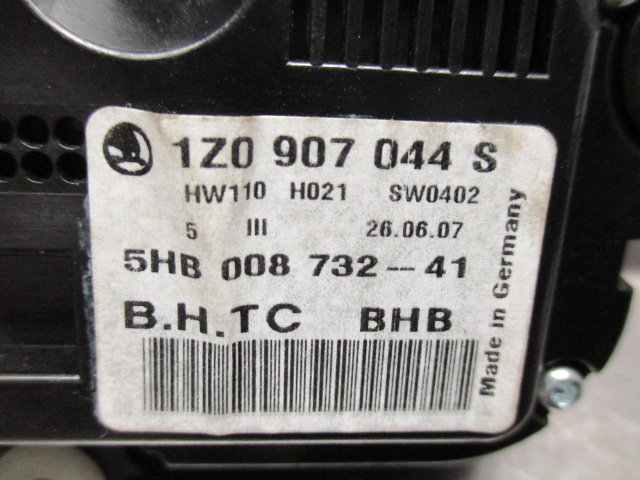 1Z0 907 044 S
HW110 H021 SW0402
5 III 26.06.07
5HB 008 732--41
B.H.TC BHB
Made in Germany